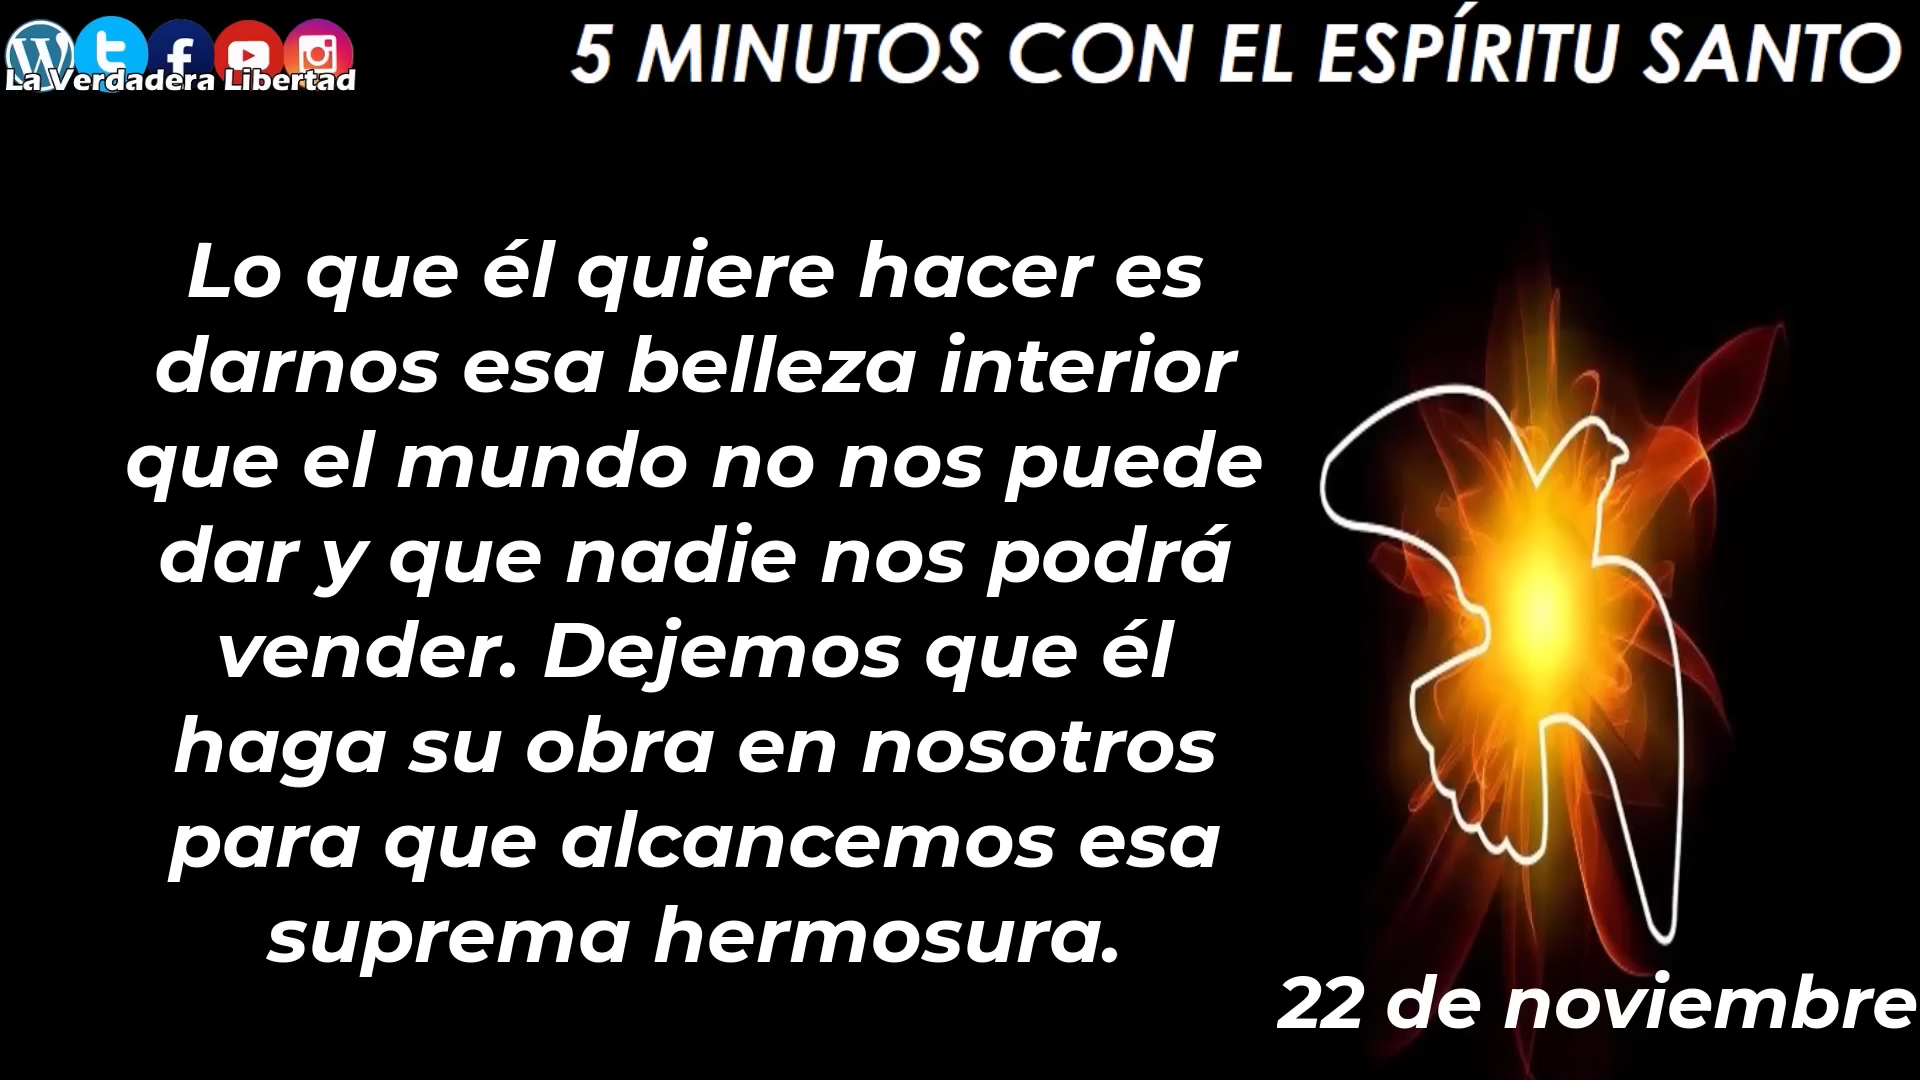 La Verdadera Libertad
5 MINUTOS CON EL ESPÍRITU SANTO
Lo que él quiere hacer es
darnos esa belleza interior
que el mundo no nos puede
dar y que nadie nos podrá
vender. Dejemos que él
haga su obra en nosotros
para que alcancemos esa
suprema hermosura.
22 de noviembre